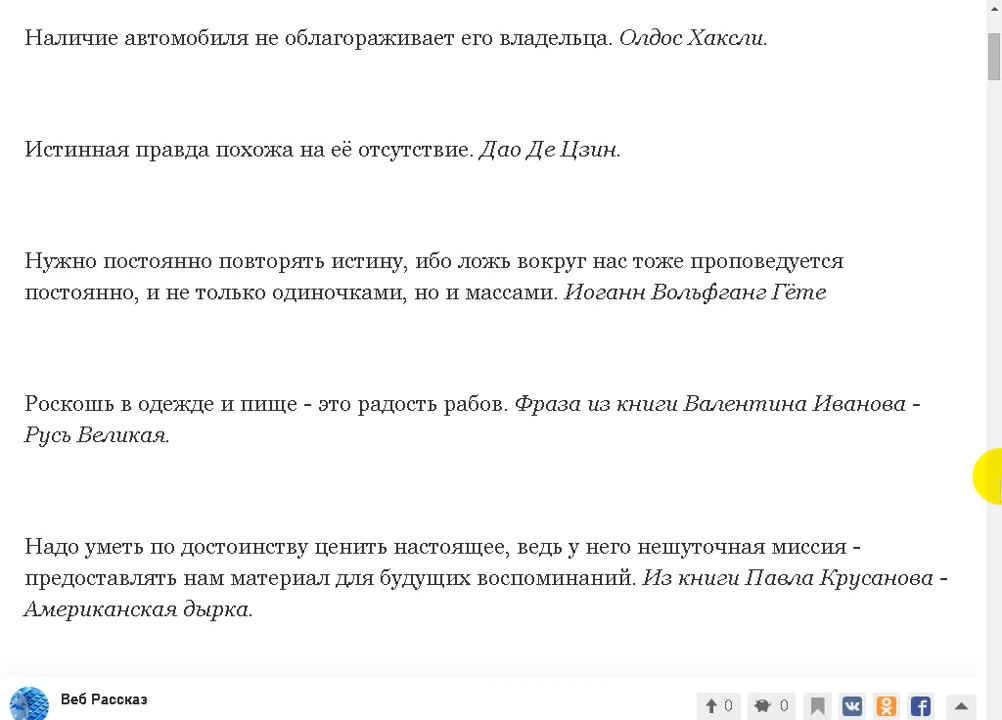 Наличие автомобиля не облагораживает его владельца. Олдос Хаксли.
Истинная правда похожа на её отсутствие. Дао Де Цзин.
Нужно постоянно повторять истину, ибо ложь вокруг нас тоже проповедуется
постоянно, и не только одиночками, но и массами. Иоганн Вольфганг Гёте
Роскошь в одежде и пище - это радость рабов. Фраза из книги Валентина Иванова -
Русь Великая.
Надо уметь по достоинству ценить настоящее, ведь у него нешуточная миссия -
предоставлять нам материал для будущих воспоминаний. Из книги Павла Крусанова -
Американская дырка.
Веб Рассказ
0 0